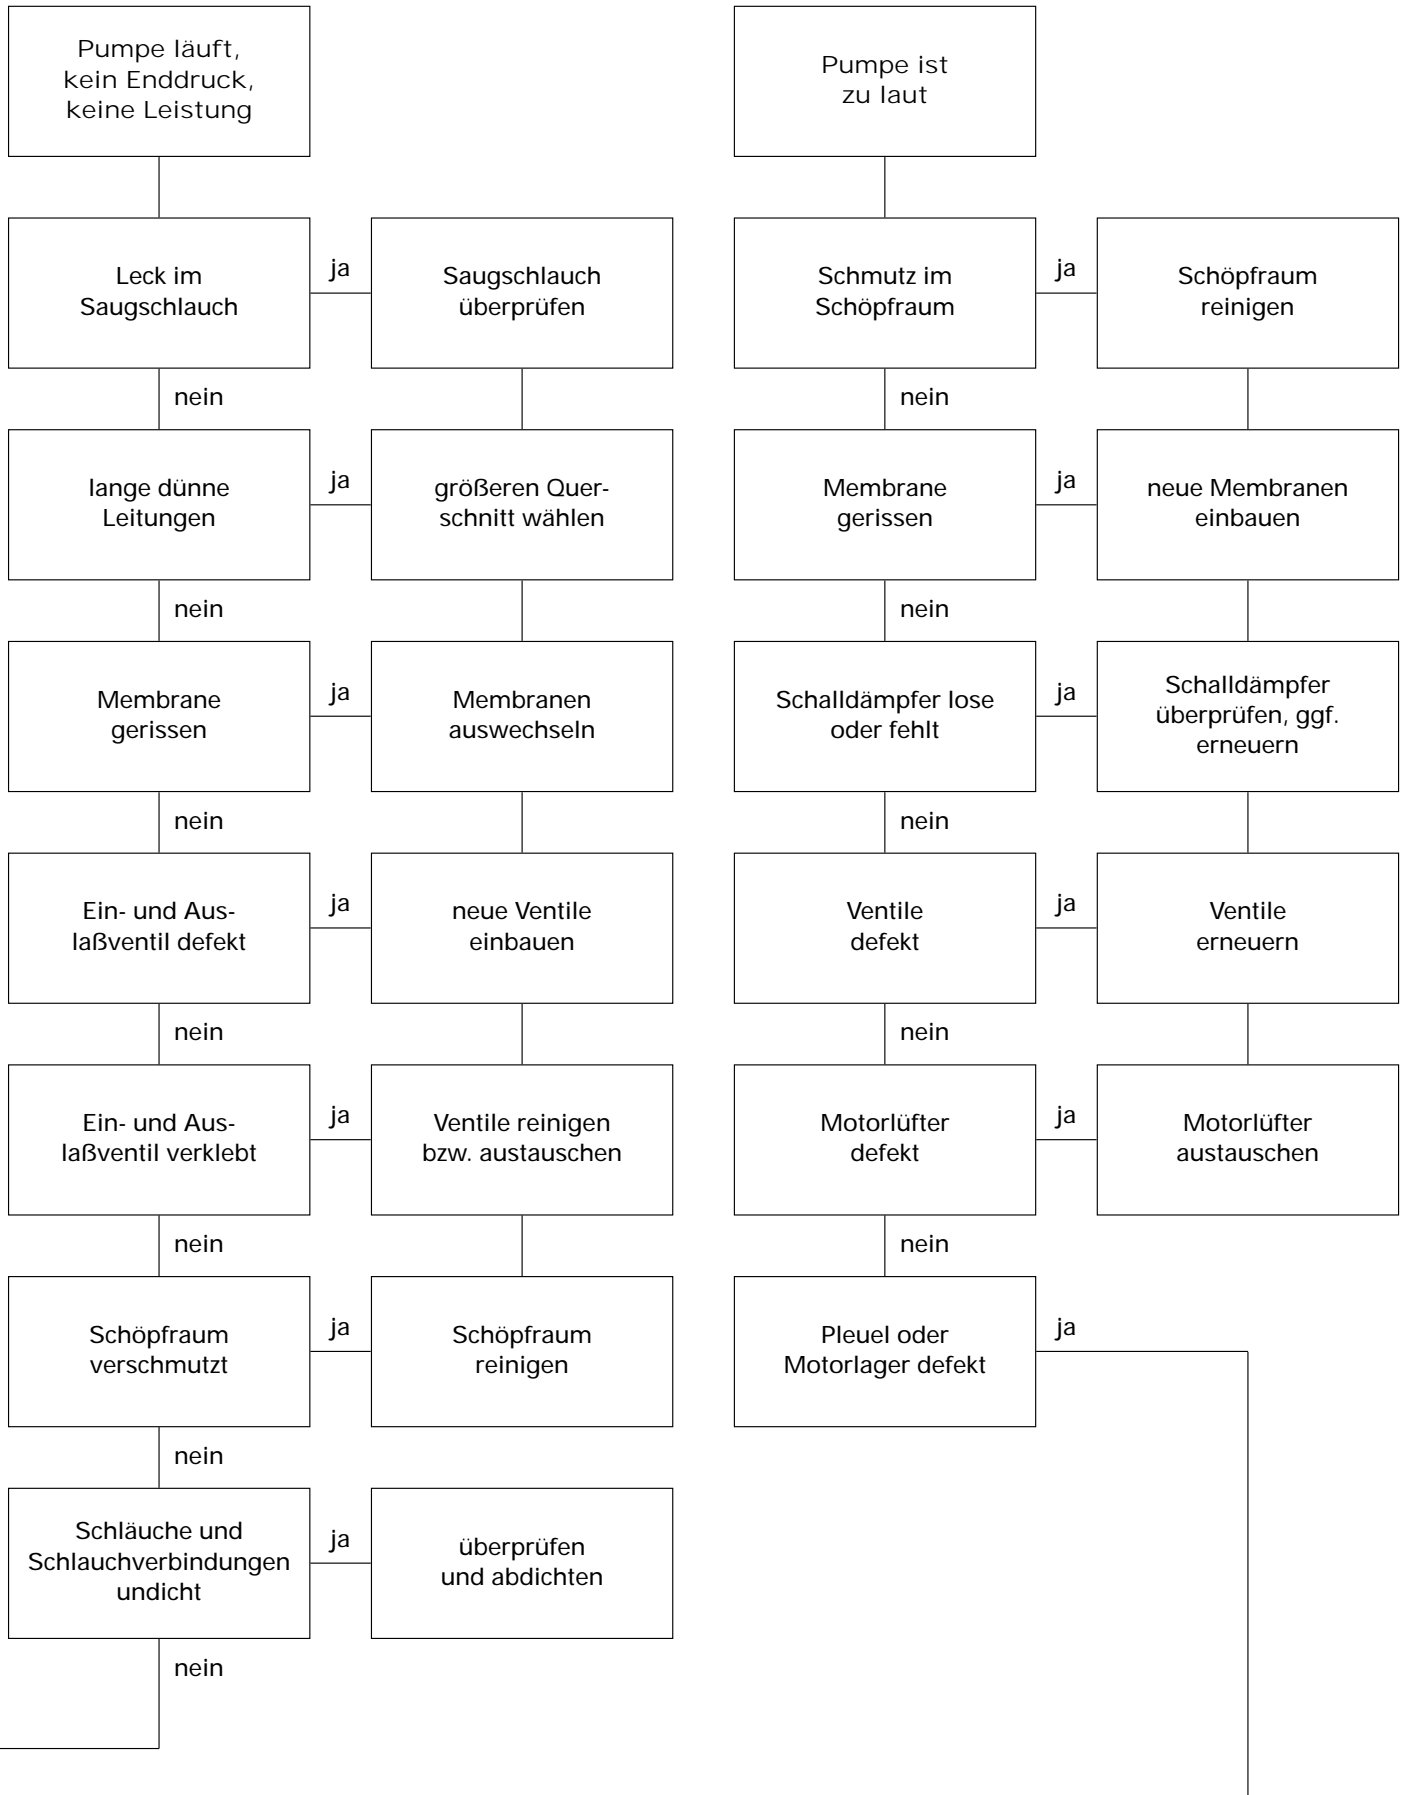 Pumpe läuft,
kein Enddruck,
keine Leistung
Leck im
Saugschlauch
ja
Saugschlauch
überprüfen
nein
lange dünne
Leitungen
ja
größeren Quer-
schnitt wählen
nein
Membrane
gerissen
ja
Membranen
auswechseln
nein
Ein- und Aus-
laßventil defekt
ja
neue Ventile
einbauen
nein
Ein- und Aus-
laßventil verklebt
ja
Ventile reinigen
bzw. austauschen
nein
Schöpfraum
verschmutzt
ja
Schöpfraum
reinigen
nein
Schläuche und
Schlauchverbindungen
undicht
ja
überprüfen
und abdichten
nein
Pumpe ist
zu laut
Schmutz im
Schöpfraum
ja
Schöpfraum
reinigen
nein
Membrane
gerissen
ja
neue Membranen
einbauen
nein
Schalldämpfer lose
oder fehlt
ja
Schalldämpfer
überprüfen, ggf.
erneuern
nein
Ventile
defekt
ja
Ventile
erneuern
nein
Motorlüfter
defekt
ja
Motorlüfter
austauschen
nein
Pleuel oder
Motorlager defekt
ja